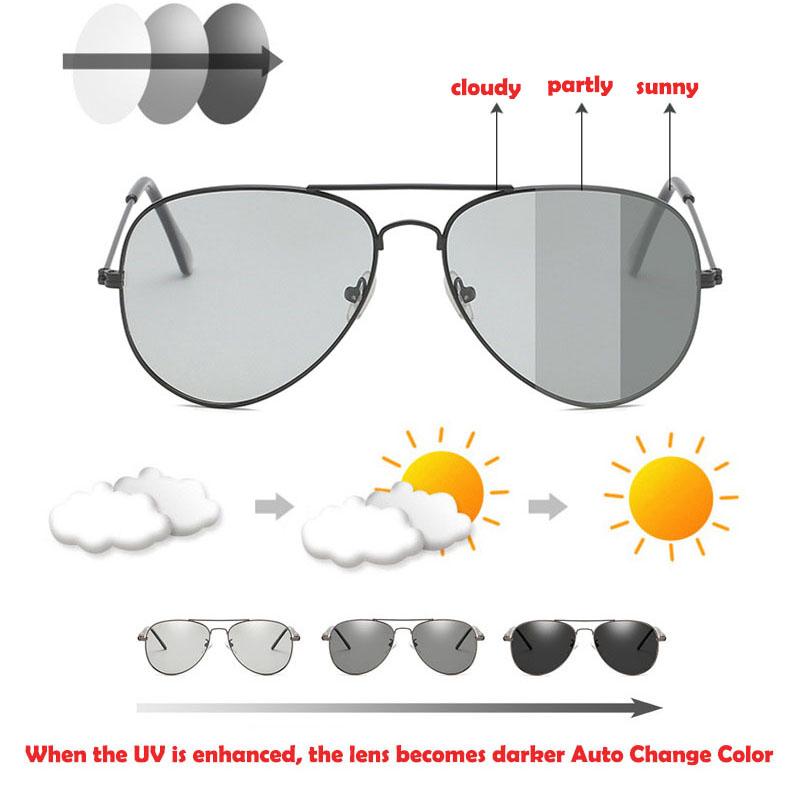 cloudy partly sunny
When the UV is enhanced, the lens becomes darker Auto Change Color